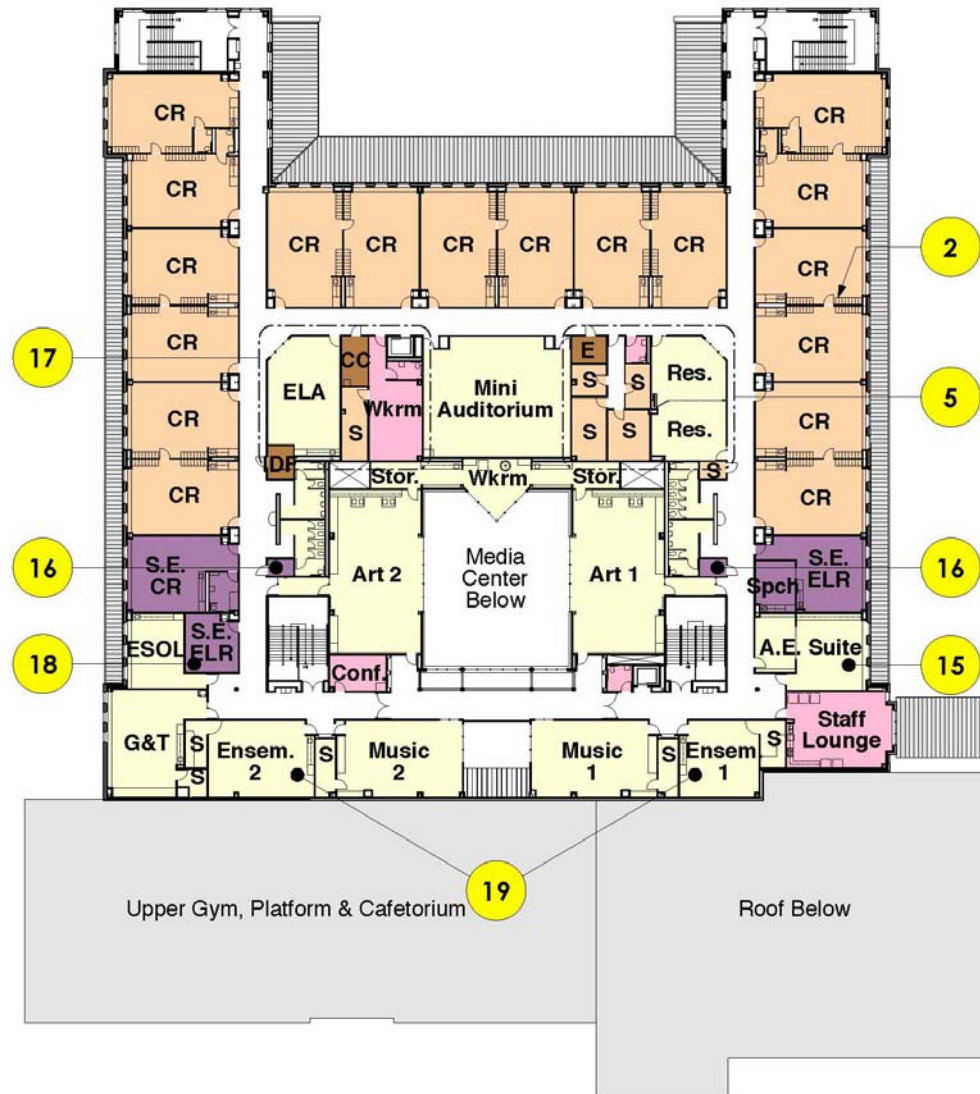 CR
CR
CR
CR
CR
CR
CR
CR
CR
CR
CR
CR
2
CR
CR
CR
CR
17
ELA
CC
Wkrm
S
Mini
Auditorium
E
S
S
S
S
Res.
Res.
5
CR
CR
DF
Stor.
Wkrm
Stor.
S
16
S.E.
CR
Art 2
Media
Center
Below
Art 1
Spch
S.E.
ELR
16
18
ESOL
S.E.
ELR
Conf.
A.E. Suite
15
G&T
S
S
Ensem.
2
S
Music
2
Music
1
S
Ensem
1
S
Staff
Lounge
19
Upper Gym, Platform & Cafetorium
Roof Below